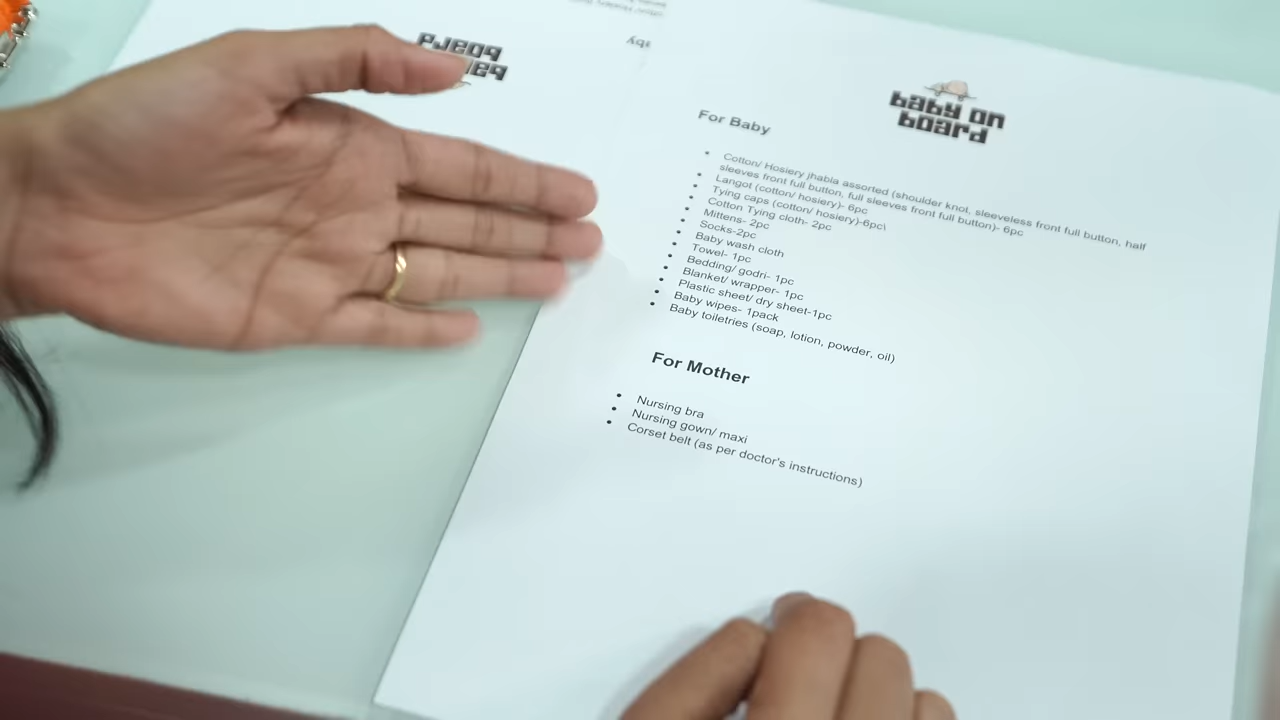 baby on
board
For Baby
Cotton/ Hosiery jhabla assorted (shoulder knot, sleeveless front full button, half
sleeves front full button, full sleeves front full button)- 6pc
Langot (cotton/ hosiery)- 6pc
Tying caps (cotton/ hosiery)-6pc\
Cotton Tying cloth- 2pc
Mittens- 2pc
Socks-2pc
Baby wash cloth
Towel- 1pc
Bedding/ godri- 1pc
Blanket/ wrapper- 1pc
Plastic sheet/ dry sheet-1pc
Baby wipes- 1pack
Baby toiletries (soap, lotion, powder, oil)
For Mother
Nursing bra
Nursing gown/ maxi
Corset belt (as per doctor's instructions)
board